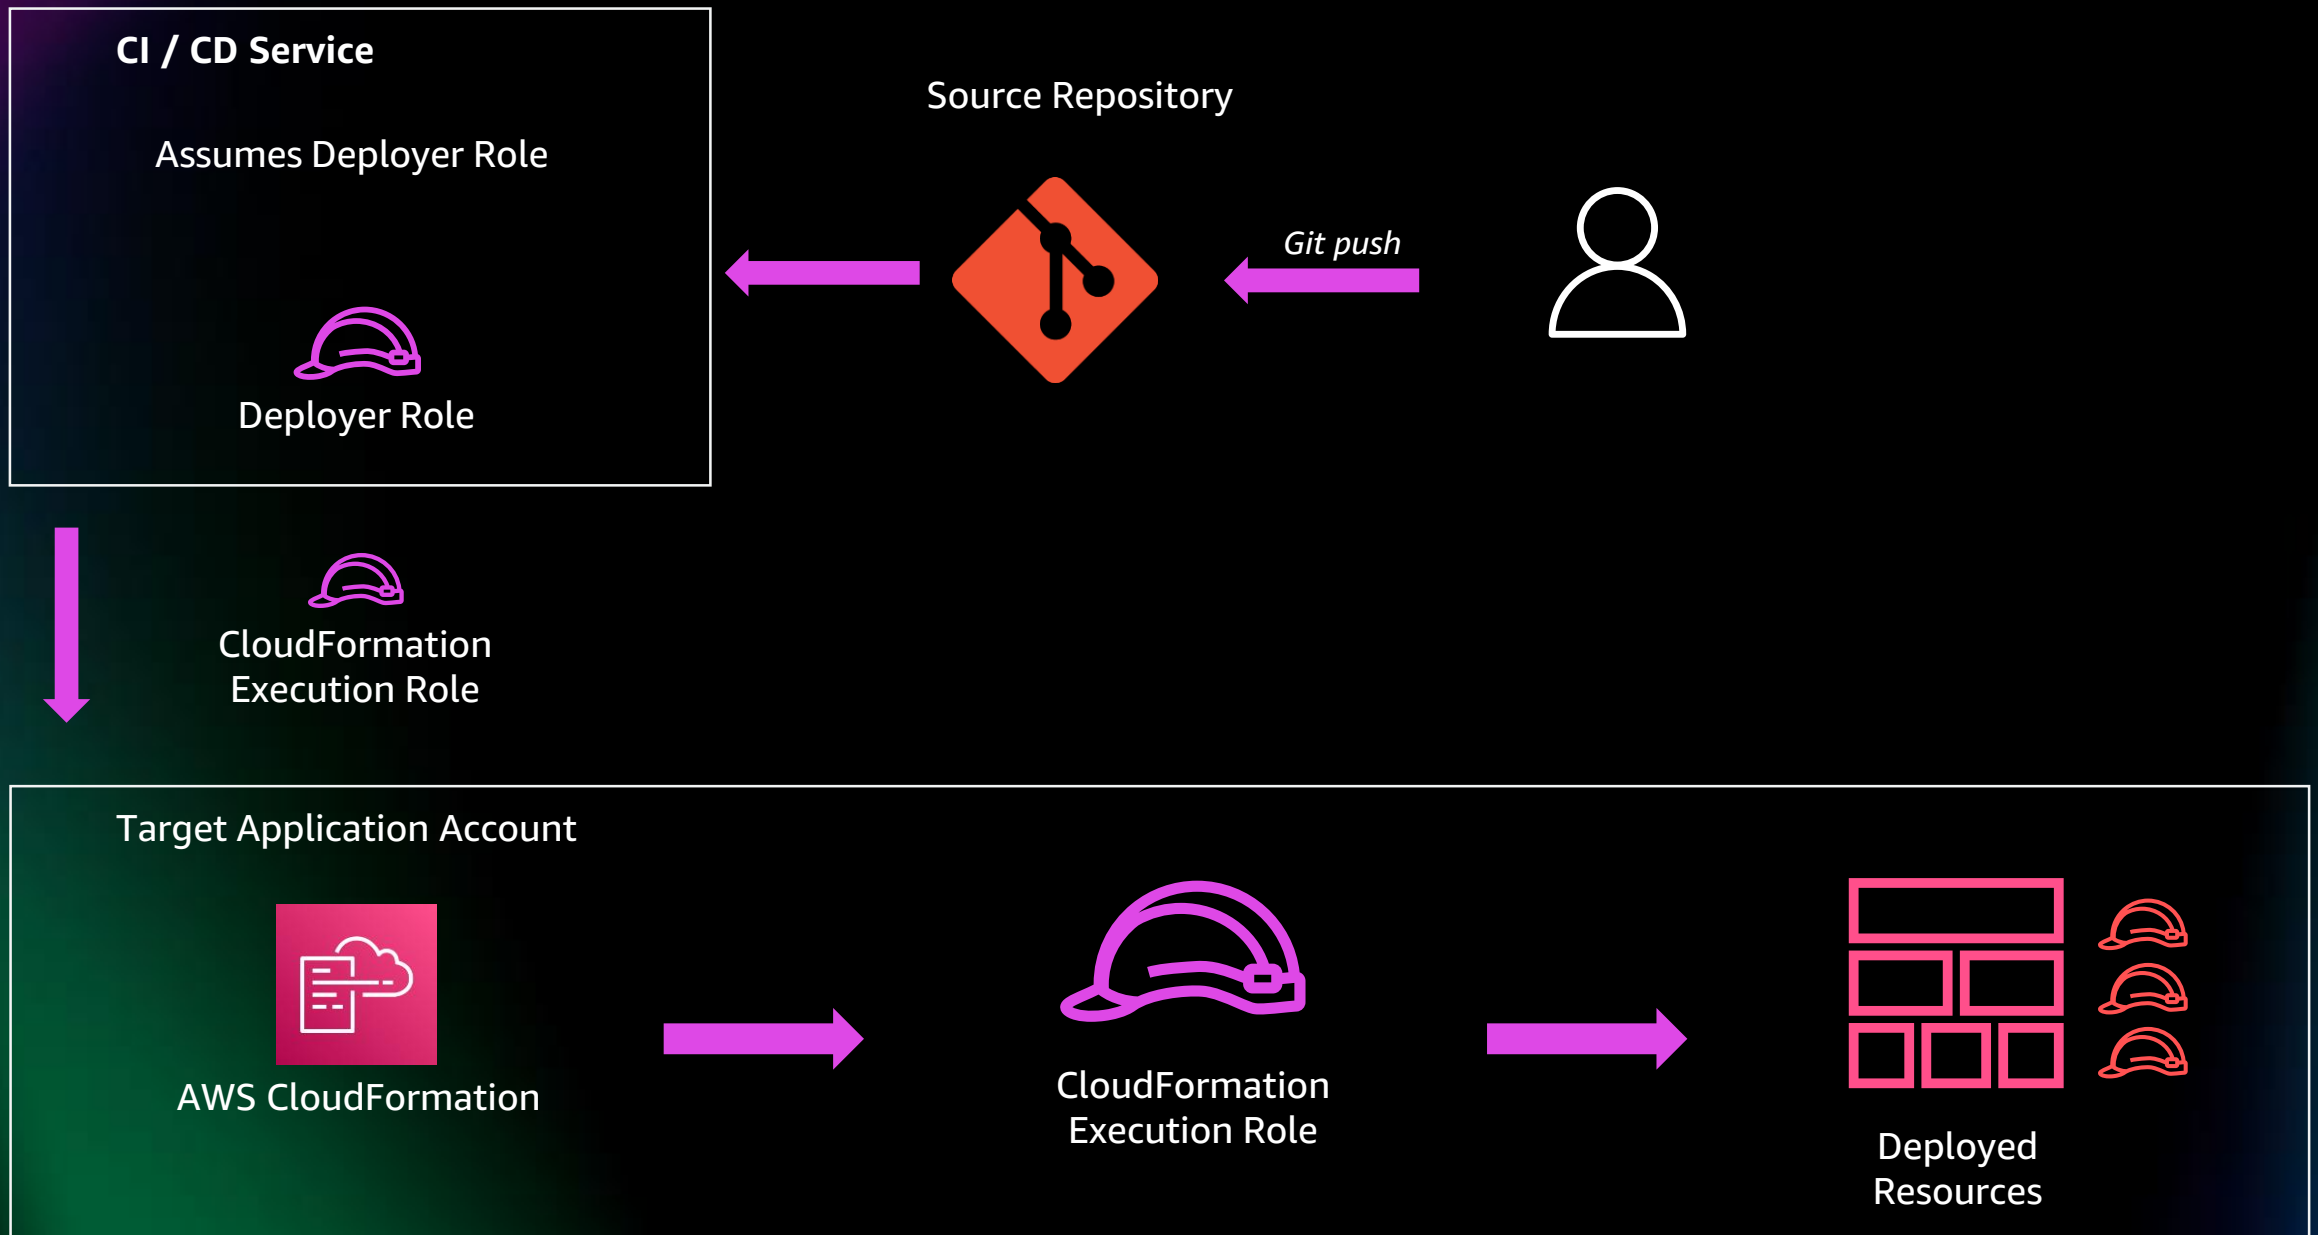 CI / CD Service
Assumes Deployer Role
Deployer Role
Source Repository
Git push
CloudFormation
Execution Role
Target Application Account
AWS CloudFormation
CloudFormation
Execution Role
Deployed
Resources